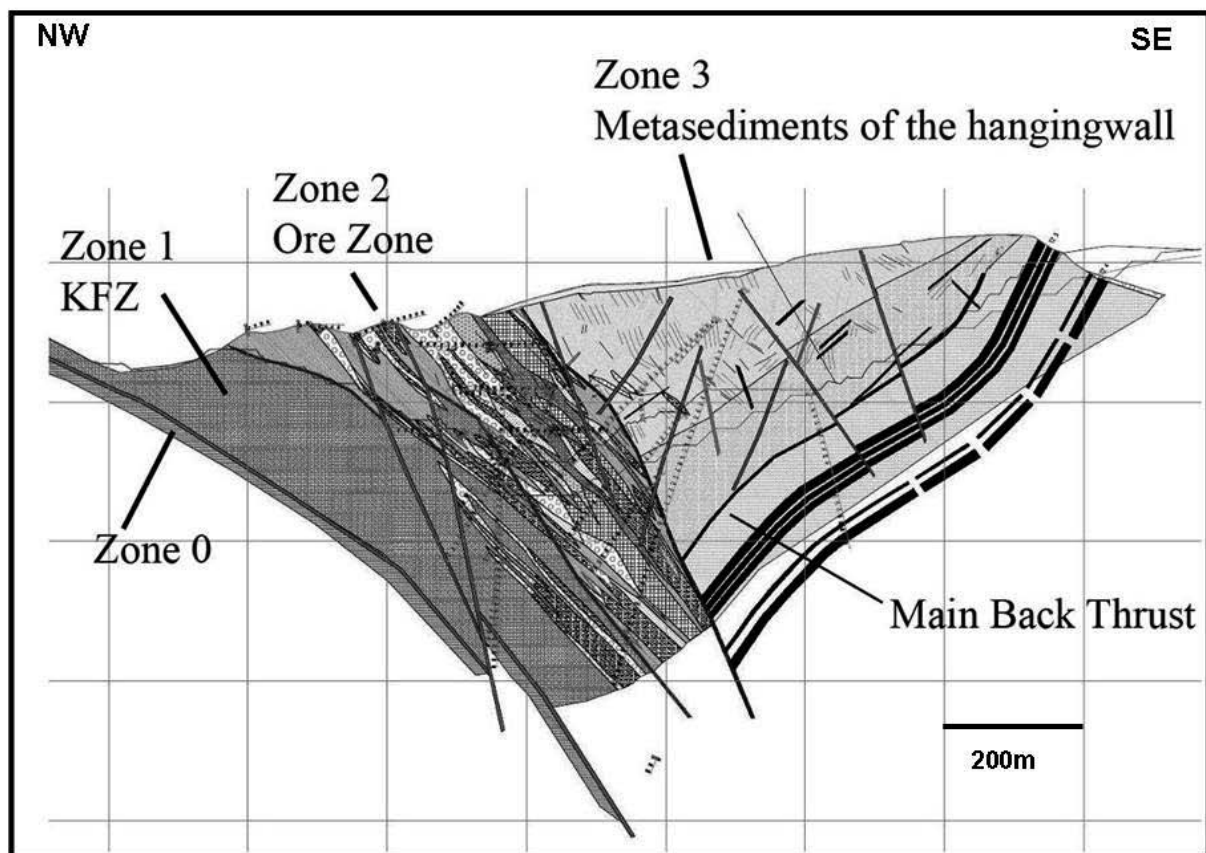 NW
SE
Zone 3
Metasediments of the hangingwall
Zone 2
Ore Zone
Zone 1
KFZ
Zone 0
Main Back Thrust
200m